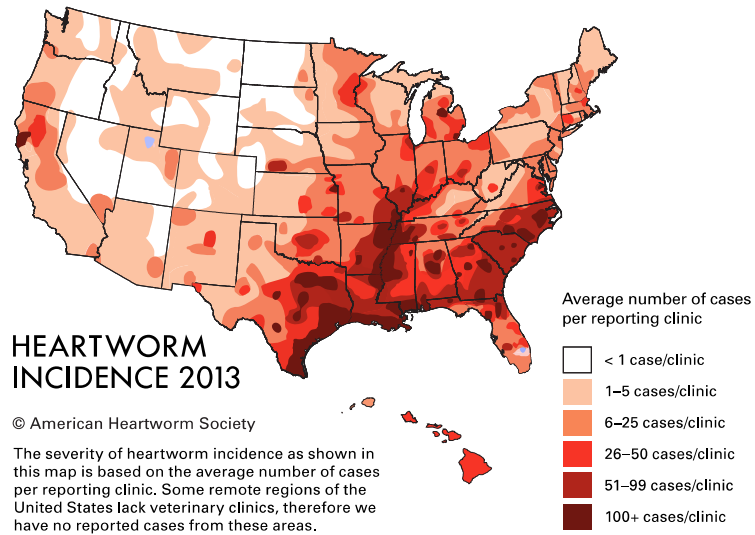 HEARTWORM
INCIDENCE 2013
© American Heartworm Society
The severity of heartworm incidence as shown in
this map is based on the average number of cases
per reporting clinic. Some remote regions of the
United States lack veterinary clinics, therefore we
have no reported cases from these areas.
Average number of cases
per reporting clinic
< 1 case/clinic
1–5 cases/clinic
6–25 cases/clinic
26–50 cases/clinic
51–99 cases/clinic
100+ cases/clinic